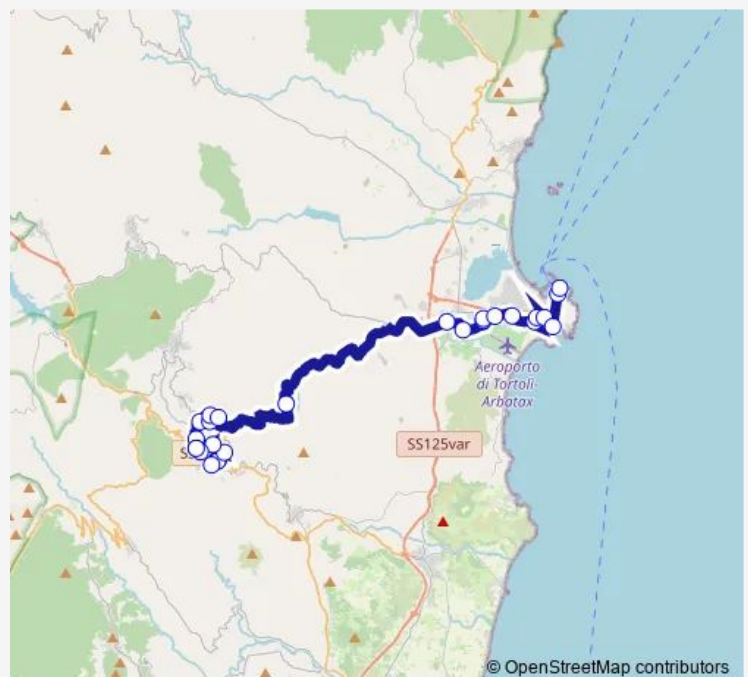 Aeroporto
di Tortolì-
Arbatax
SS125var
© OpenStreetMap contributors